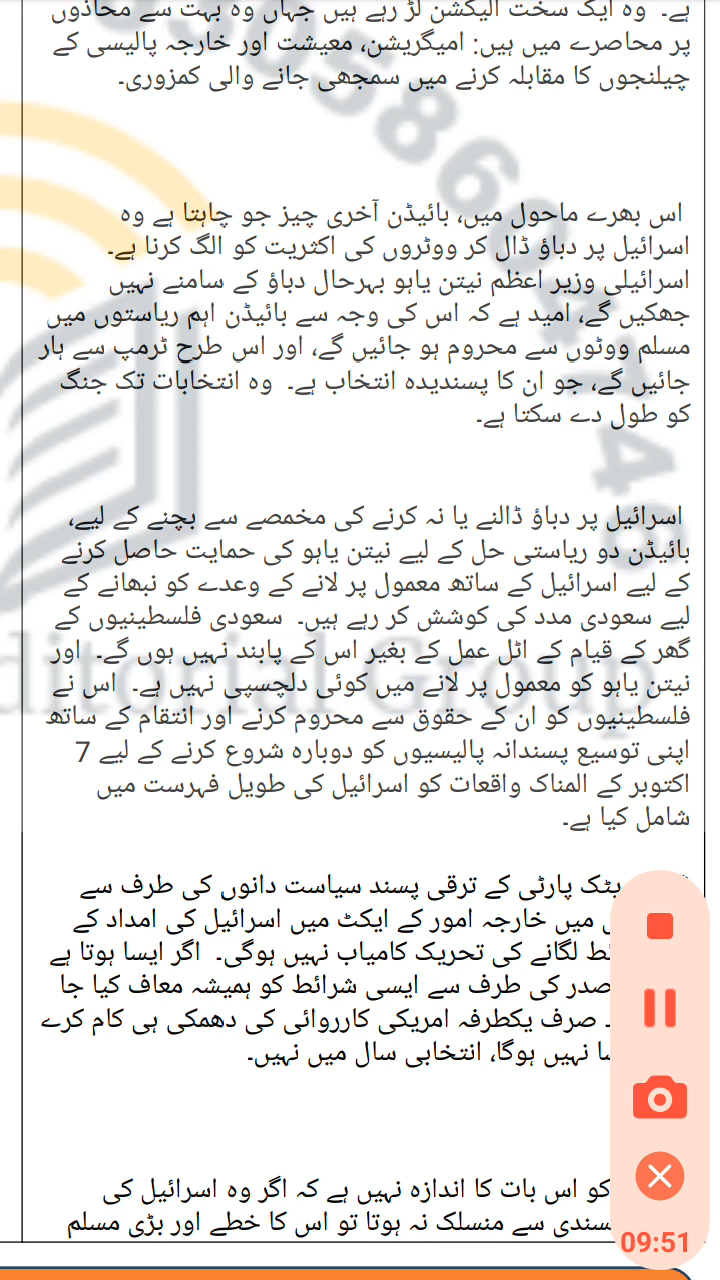 ہے۔ وہ ایک سخت الیکشن لڑ رہے ہیں جہاں وہ بہت سے محاذوں
پر محاصرے میں ہیں: امیگریشن، معیشت اور خارجہ پالیسی کے
چیلنجوں کا مقابلہ کرنے میں سمجھی جانے والی کمزوری۔
اس بھرے ماحول میں، بائیڈن آخری چیز جو چاہتا ہے وہ
اسرائیل پر دباؤ ڈال کر ووٹروں کی اکثریت کو الگ کرنا ہے۔
اسرائیلی وزیر اعظم نیتن یاہو بہرحال دباؤ کے سامنے نہیں
جھکیں گے، امید ہے کہ اس کی وجہ سے بائیڈن اہم ریاستوں میں
مسلم ووٹوں سے محروم ہو جائیں گے، اور اس طرح ٹرمپ سے ہار
جائیں گے، جو ان کا پسندیدہ انتخاب ہے۔ وہ انتخابات تک جنگ
کو طول دے سکتا ہے۔
اسرائیل پر دباؤ ڈالنے یا نہ کرنے کی مخمصے سے بچنے کے لیے،
بائیڈن دو ریاستی حل کے لیے نیتن یاہو کی حمایت حاصل کرنے
کے لیے اسرائیل کے ساتھ معمول پر لانے کے وعدے کو نبھانے کے
لیے سعودی مدد کی کوشش کر رہے ہیں۔ سعودی فلسطینیوں کے
گھر کے قیام کے اٹل عمل کے بغیر اس کے پابند نہیں ہوں گے۔ اور
نیتن یاہو کو معمول پر لانے میں کوئی دلچسپی نہیں ہے۔ اس نے
فلسطینیوں کو ان کے حقوق سے محروم کرنے اور انتقام کے ساتھ
اپنی توسیع پسندانہ پالیسیوں کو دوبارہ شروع کرنے کے لیے 7
اکتوبر کے المناک واقعات کو اسرائیل کی طویل فہرست میں
شامل کیا ہے۔
پارٹی کے ترقی پسند سیاست دانوں کی طرف سے
میں خارجہ امور کے ایکٹ میں اسرائیل کی امداد کے
لگانے کی تحریک کامیاب نہیں ہوگی۔ اگر ایسا ہوتا ہے
صدر کی طرف سے ایسی شرائط کو ہمیشہ معاف کیا جا
صرف یکطرفہ امریکی کارروائی کی دھمکی ہی کام کرے
نہیں ہوگا، انتخابی سال میں نہیں۔
کو اس بات کا اندازہ نہیں ہے کہ اگر وہ اسرائیل کی
سے منسلک نہ ہوتا تو اس کا خطے اور بڑی مسلم
ditorial Group
09:51